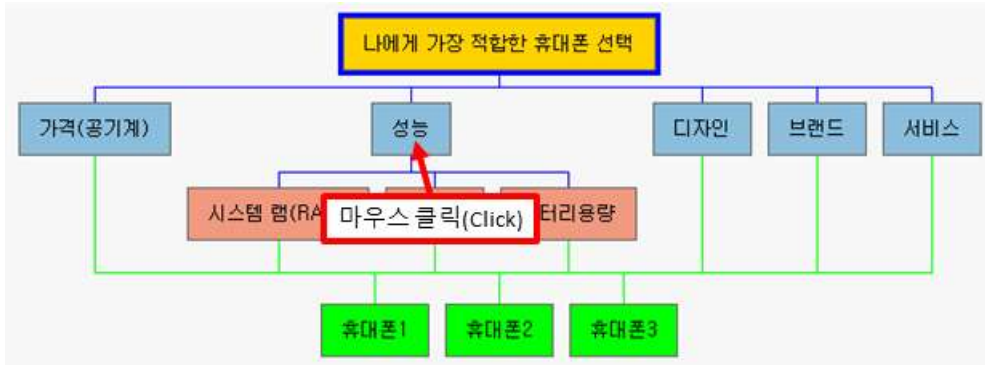 나에게 가장 적합한 휴대폰 선택
가격(공기계) 성능 디자인 브랜드 서비스
시스템 램(RA 터리용량
마우스 클릭(Click)
휴대폰1 휴대폰2 휴대폰3